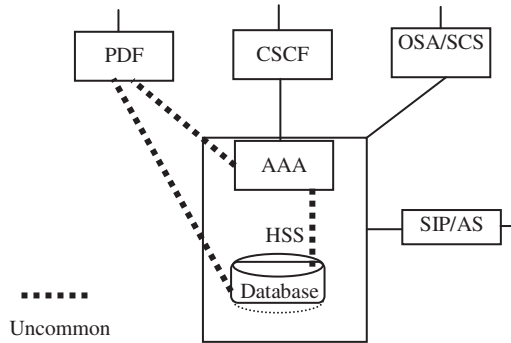 PDF
CSCF
OSA/SCS
AAA
SIP/AS
HSS
Database
Uncommon